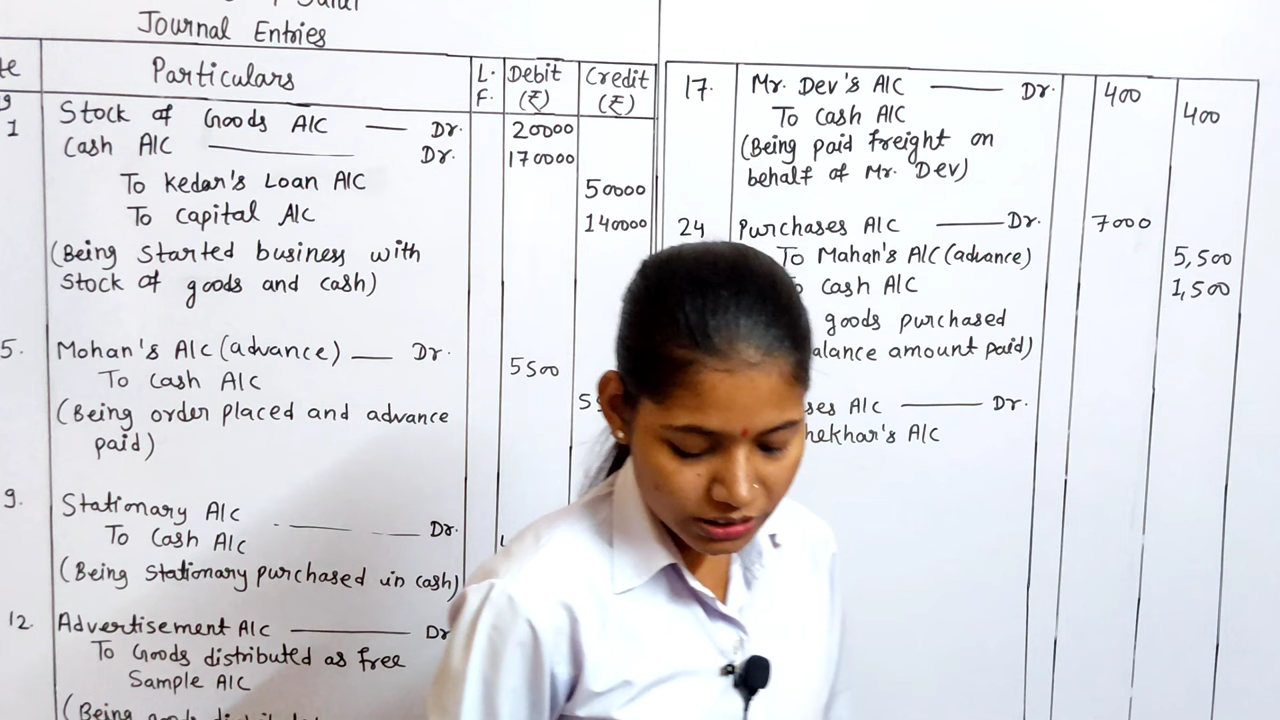 Journal Entries
Particulars
L.F.
Debit (₹)
Credit (₹)
1
Stock of Goods A/C — Dr.
20000
Cash A/C — Dr.
170000
To Kedar's Loan A/C
50000
To Capital A/C
140000
(Being Started business with
Stock of goods and cash)
5.
Mohan's A/C (advance) — Dr.
5500
To Cash A/C
(Being order placed and advance
paid)
9.
Stationary A/C — Dr.
To Cash A/C
(Being Stationary purchased in cash)
12.
Advertisement A/C — Dr
To Goods distributed as free
Sample A/C
(Being goods
17.
Mr. Dev's A/C — Dr.
400
To Cash A/C
400
(Being paid freight on
behalf of Mr. Dev)
24
Purchases A/C — Dr.
7000
To Mahan's A/C (advance)
5,500
Cash A/C
1,500
goods purchased
amount paid)
A/C — Dr.
A/C